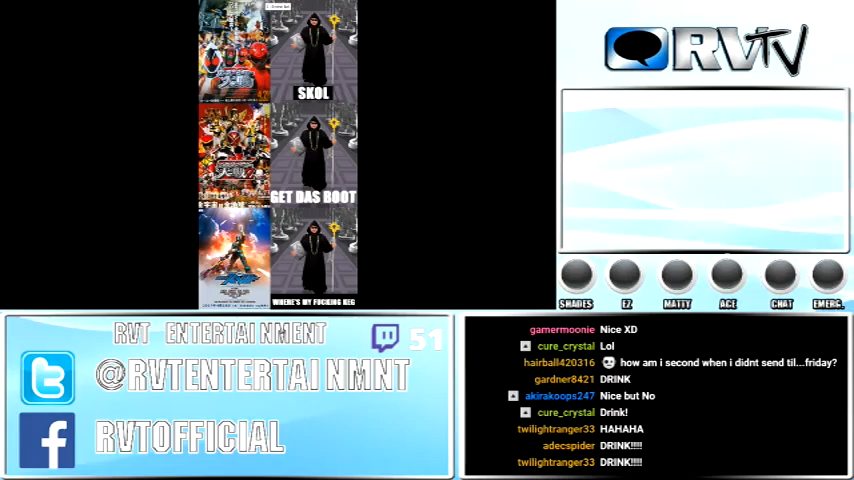 SKOL
GET DAS BOOT
WHERE'S MY FUCKING KEG
RVTV
SHADES
EZ
MATTY
ACE
CHAT
EMERG.
RVT ENTERTAINMENT
51
@RVTENTERTAINMNT
RVTOFFICIAL
gamermoonie Nice XD
cure_crystal Lol
hairball420316 how am i second when i didnt send til...friday?
gardner8421 DRINK
akirakoops247 Nice but No
cure_crystal Drink!
twilightranger33 HAHAHA
adecspider DRINK!!!!!
twilightranger33 DRINK!!!!!